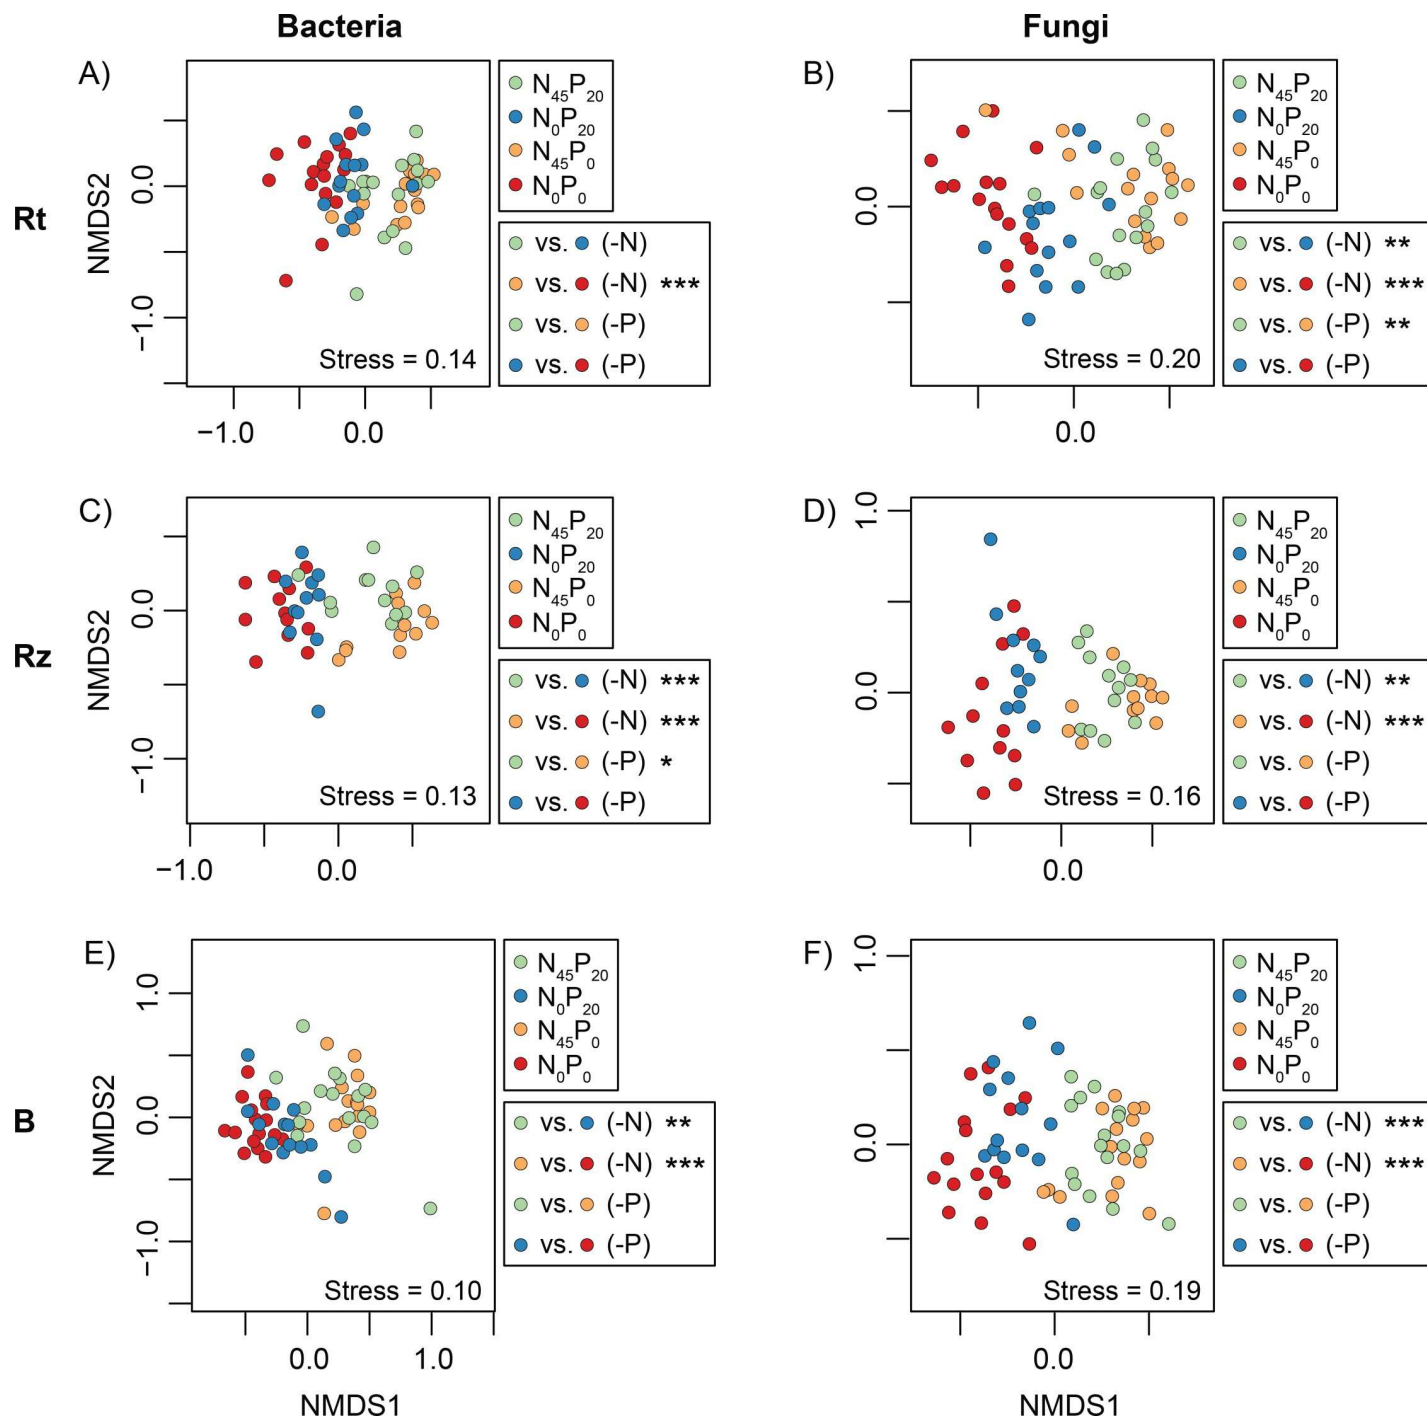 Bacteria
Fungi
A)
N45P20
N0P20
N45P0
N0P0
vs. (-N)
vs. (-N) ***
vs. (-P)
vs. (-P)
Stress = 0.14
NMDS2
0.0
−1.0
−1.0 0.0
Rt
B)
N45P20
N0P20
N45P0
N0P0
vs. (-N) **
vs. (-N) ***
vs. (-P) **
vs. (-P)
Stress = 0.20
0.0
0.0
C)
N45P20
N0P20
N45P0
N0P0
vs. (-N) ***
vs. (-N) ***
vs. (-P) *
vs. (-P)
Stress = 0.13
NMDS2
0.0
−1.0
−1.0 0.0
Rz
D)
N45P20
N0P20
N45P0
N0P0
vs. (-N) **
vs. (-N) ***
vs. (-P)
vs. (-P)
Stress = 0.16
1.0
0.0
0.0
E)
N45P20
N0P20
N45P0
N0P0
vs. (-N) **
vs. (-N) ***
vs. (-P)
vs. (-P)
Stress = 0.10
NMDS2
1.0
0.0
−1.0
0.0 1.0
NMDS1
B
F)
N45P20
N0P20
N45P0
N0P0
vs. (-N) ***
vs. (-N) ***
vs. (-P)
vs. (-P)
Stress = 0.19
1.0
0.0
0.0
NMDS1